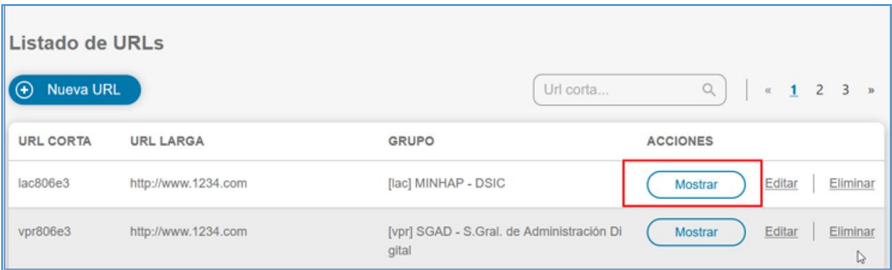 Listado de URLs
Nueva URL
Url corta...
« 1 2 3 »
URL CORTA URL LARGA GRUPO ACCIONES
lac806e3 http://www.1234.com [lac] MINHAP - DSIC Mostrar Editar Eliminar
vpr806e3 http://www.1234.com [vpr] SGAD - S.Gral. de Administración Di Mostrar Editar Eliminar
gital